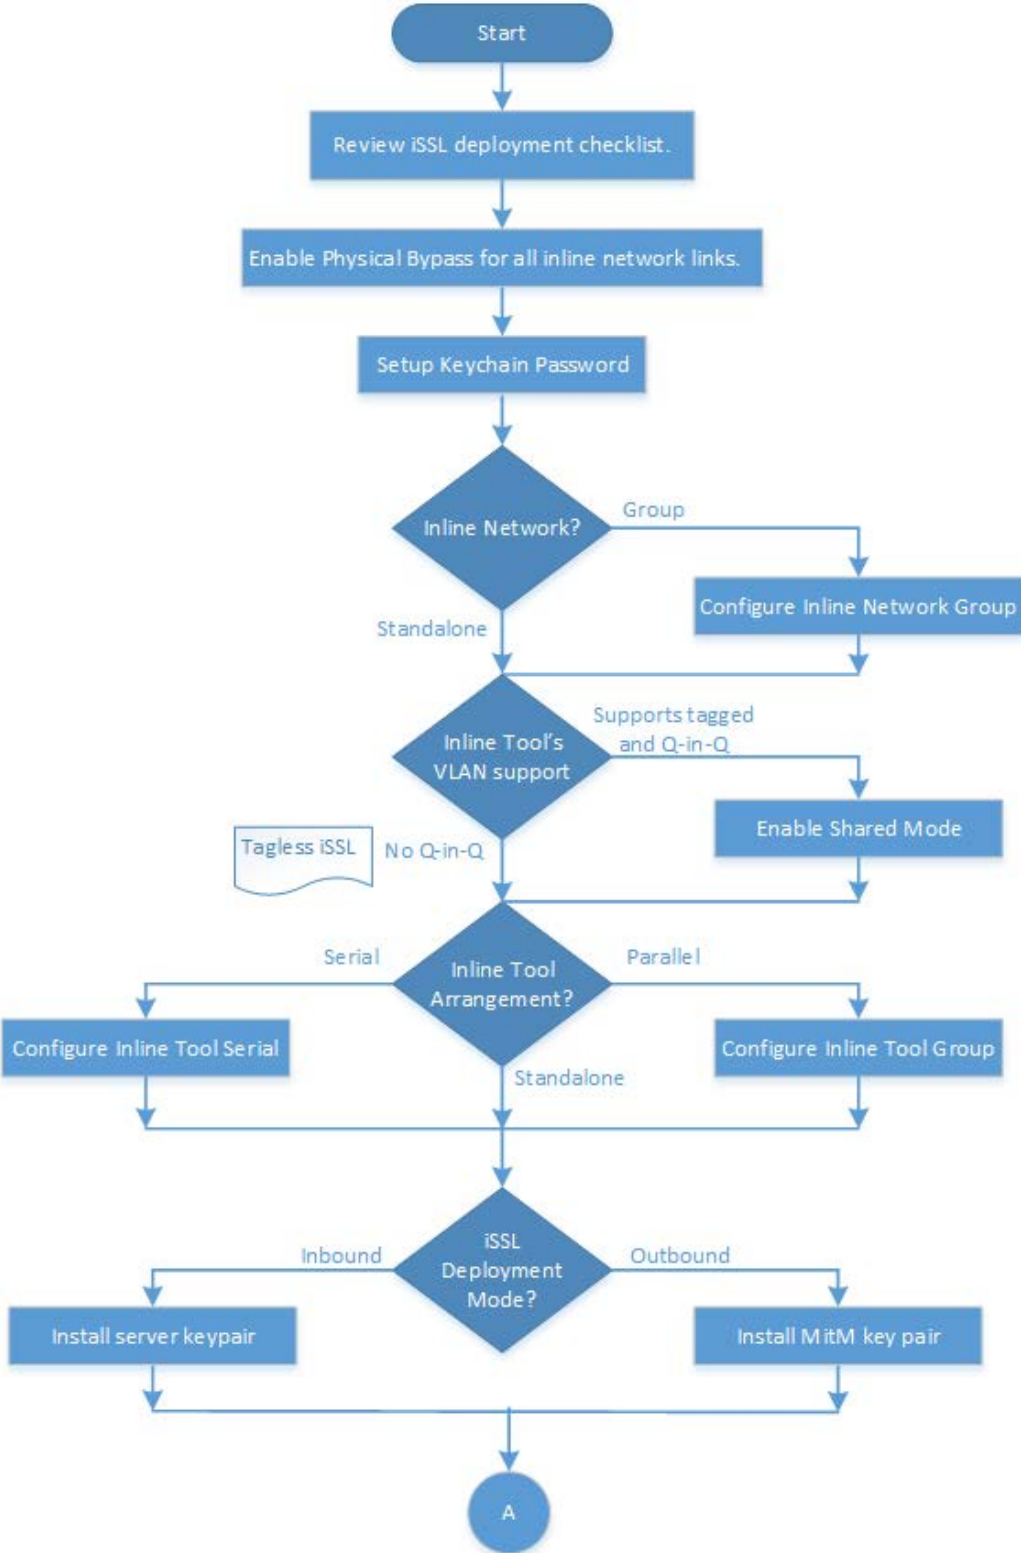 Start
Review iSSL deployment checklist.
Enable Physical Bypass for all inline network links.
Setup Keychain Password
Inline Network?
Group
Configure Inline Network Group
Standalone
Supports tagged
and Q-in-Q
Inline Tool's
VLAN support
Enable Shared Mode
Tagless iSSL
No Q-in-Q
Serial
Inline Tool
Arrangement?
Parallel
Configure Inline Tool Serial
Configure Inline Tool Group
Standalone
Inbound
iSSL
Deployment
Mode?
Outbound
Install server keypair
Install MitM key pair
A